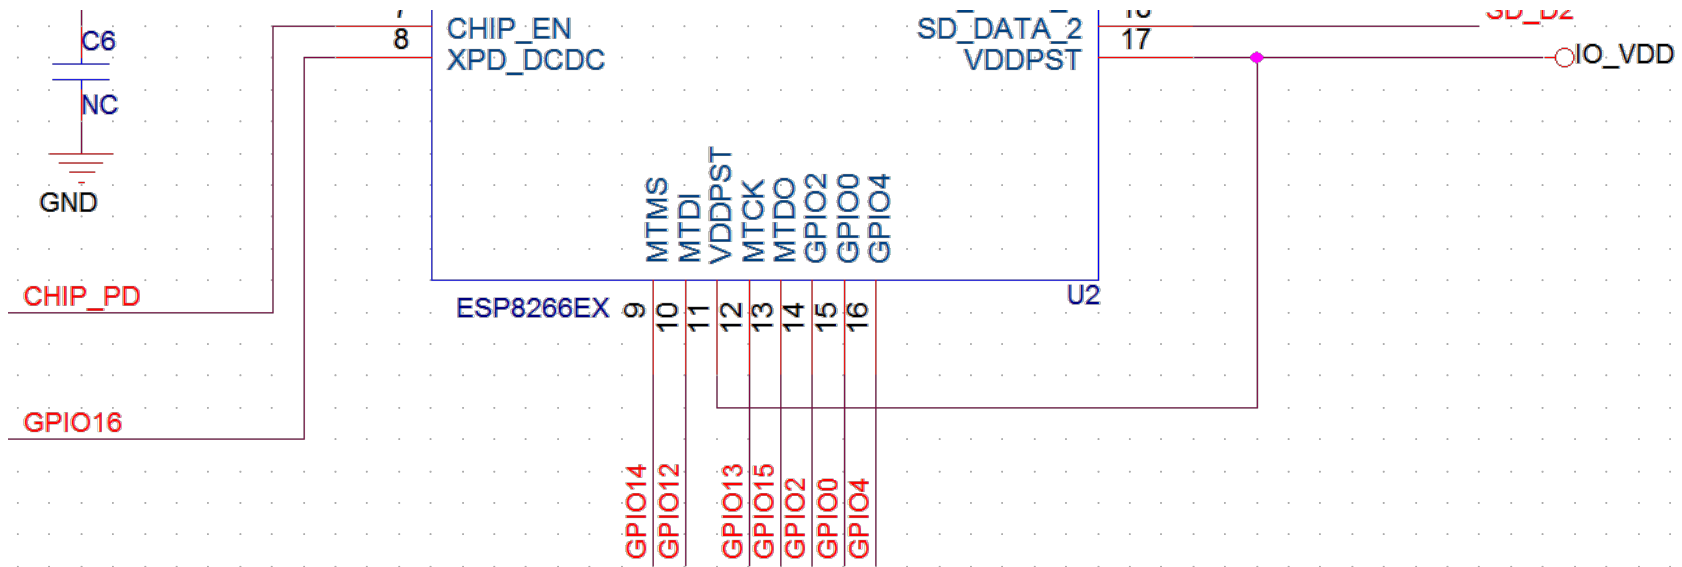 C6
NC
GND
8
CHIP_EN
XPD_DCDC
SD_DATA_2
VDDPST
17
IO_VDD
MTMS
MTDI
VDDPST
MTCK
MTDO
GPIO2
GPIO0
GPIO4
CHIP_PD
ESP8266EX
U2
9
10
11
12
13
14
15
16
GPIO16
GPIO14
GPIO12
GPIO13
GPIO15
GPIO2
GPIO0
GPIO4